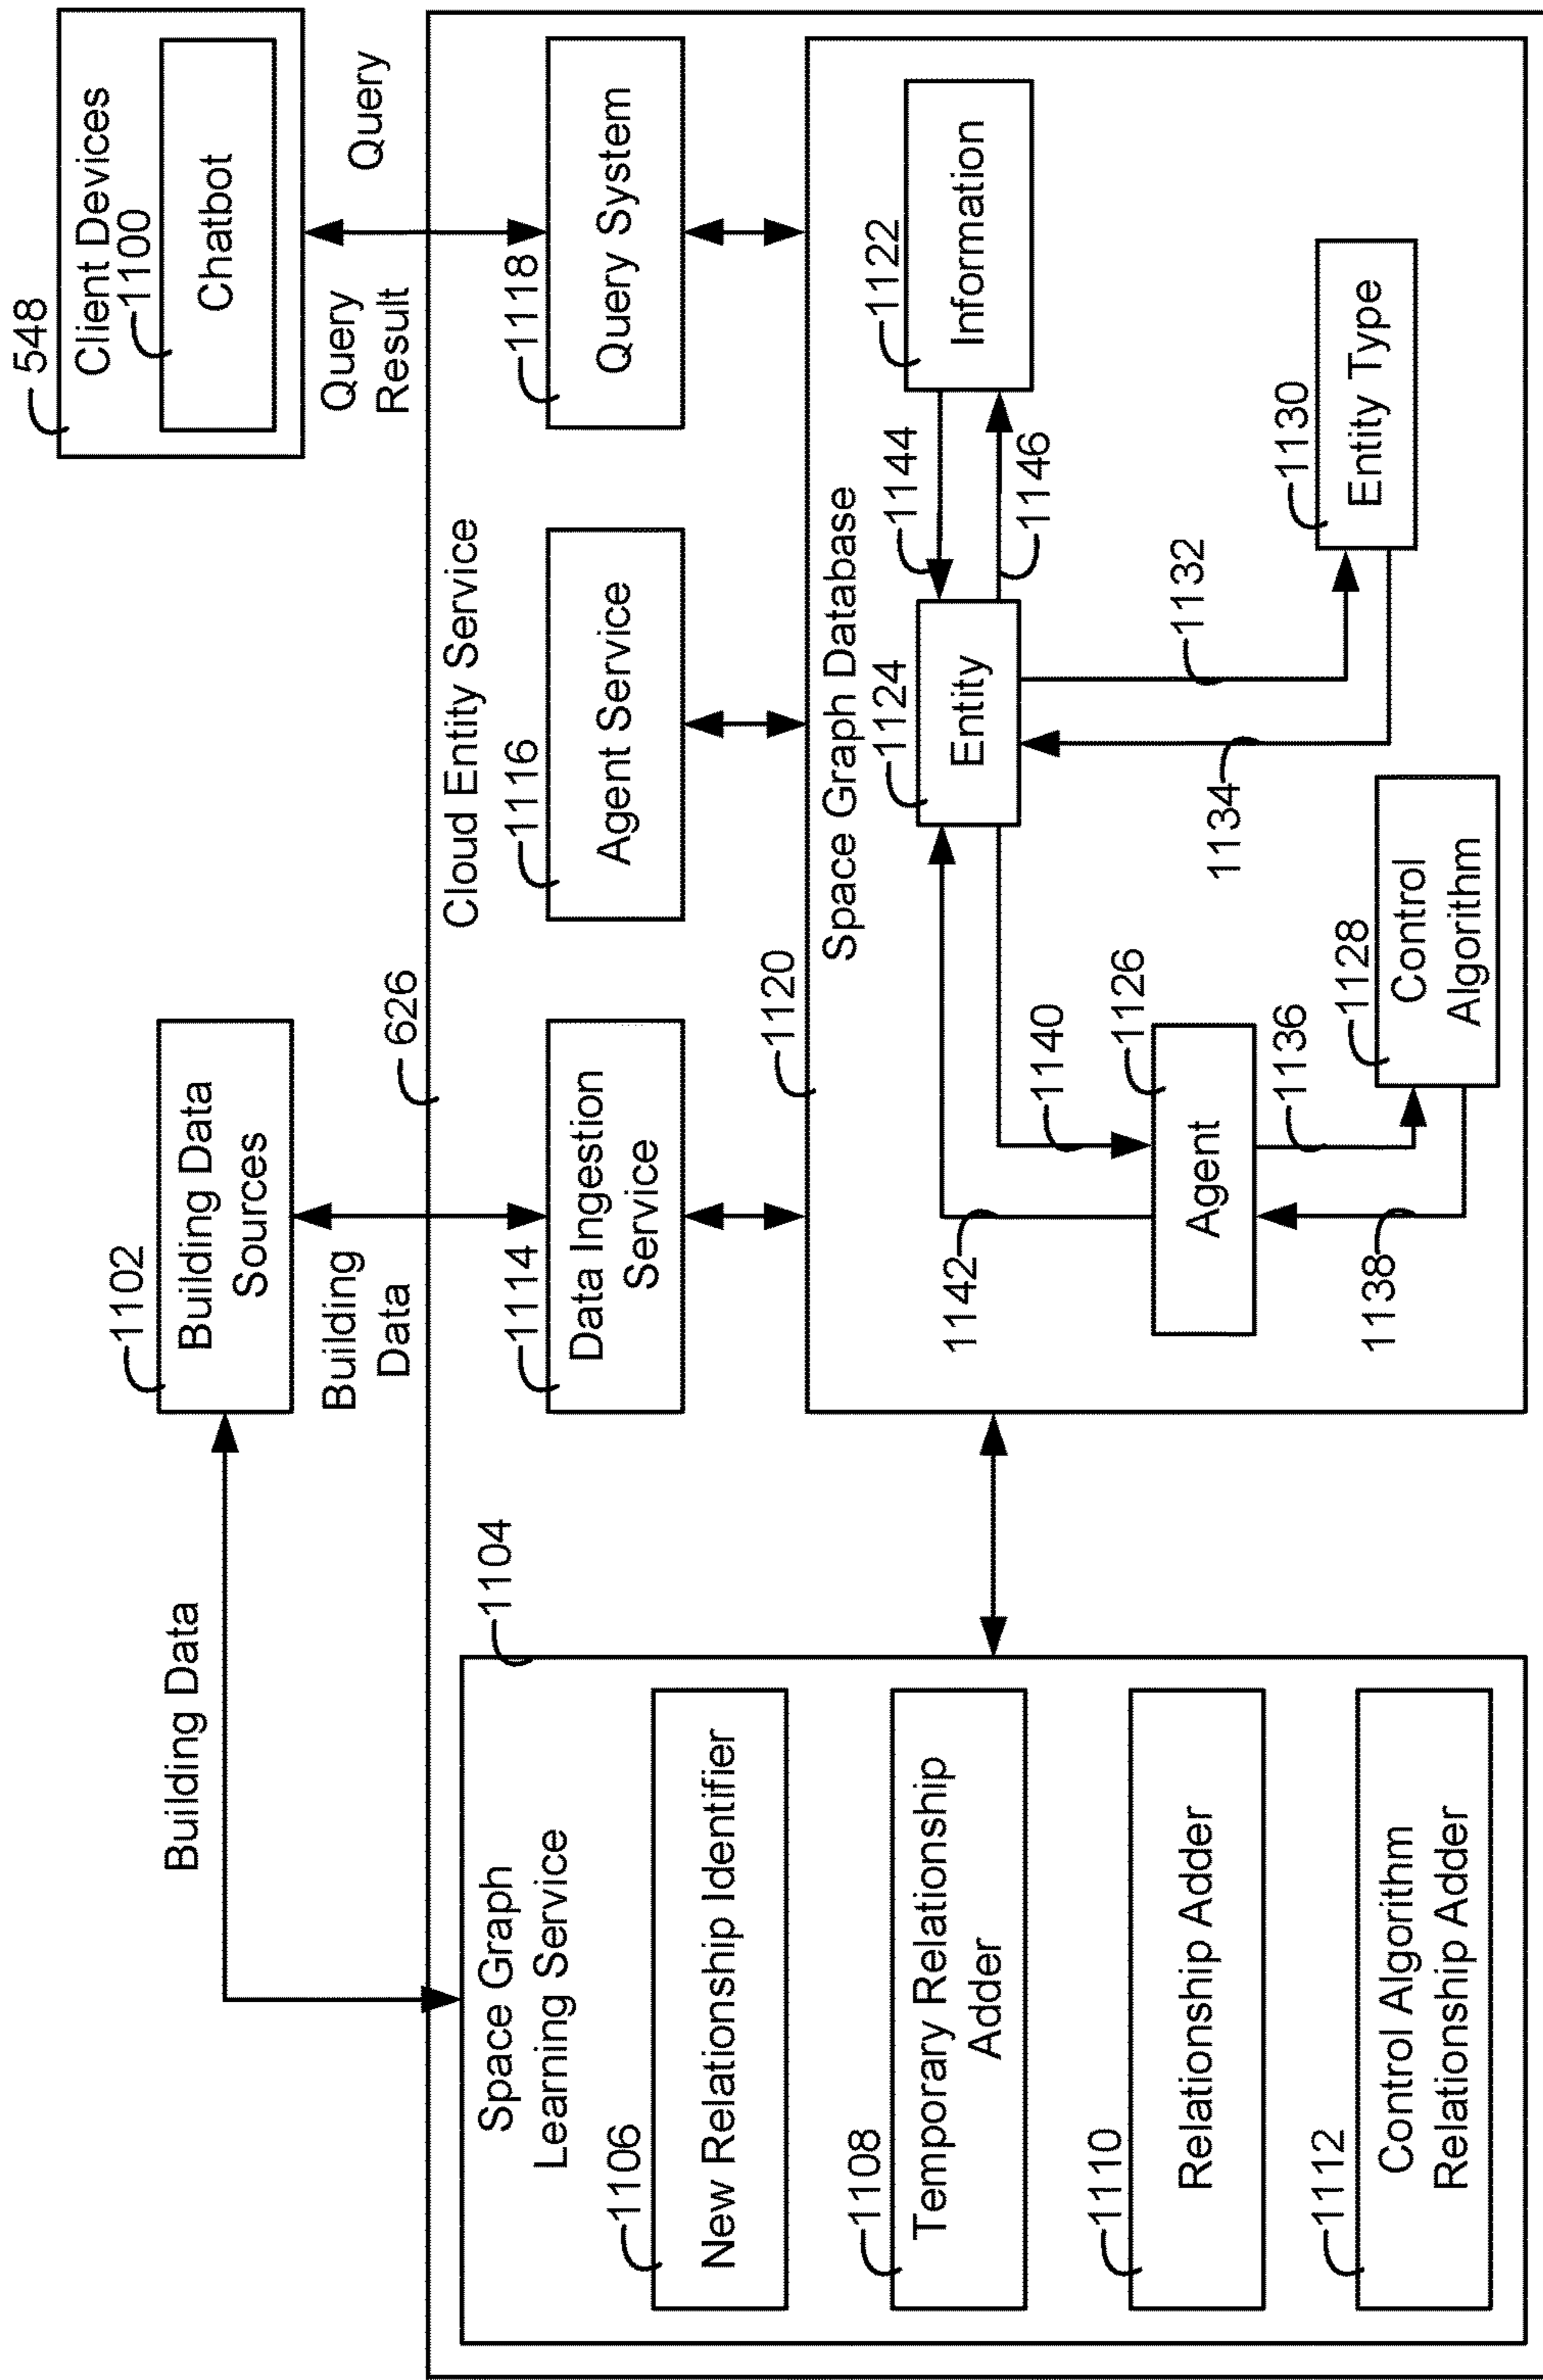 548
Client Devices
1100
Chatbot
1102
Building Data
Sources
Building Data
Building
Data
Query
Result
Query
626
Cloud Entity Service
1104
Space Graph
Learning Service
1106
New Relationship Identifier
1108
Temporary Relationship
Adder
1110
Relationship Adder
1112
Control Algorithm
Relationship Adder
1114
Data Ingestion
Service
1116
Agent Service
1118
Query System
1120
Space Graph Database
1122
Information
1124
Entity
1144
1146
1126
Agent
1140
1142
1136
1138
1128
Control
Algorithm
1130
Entity Type
1132
1134